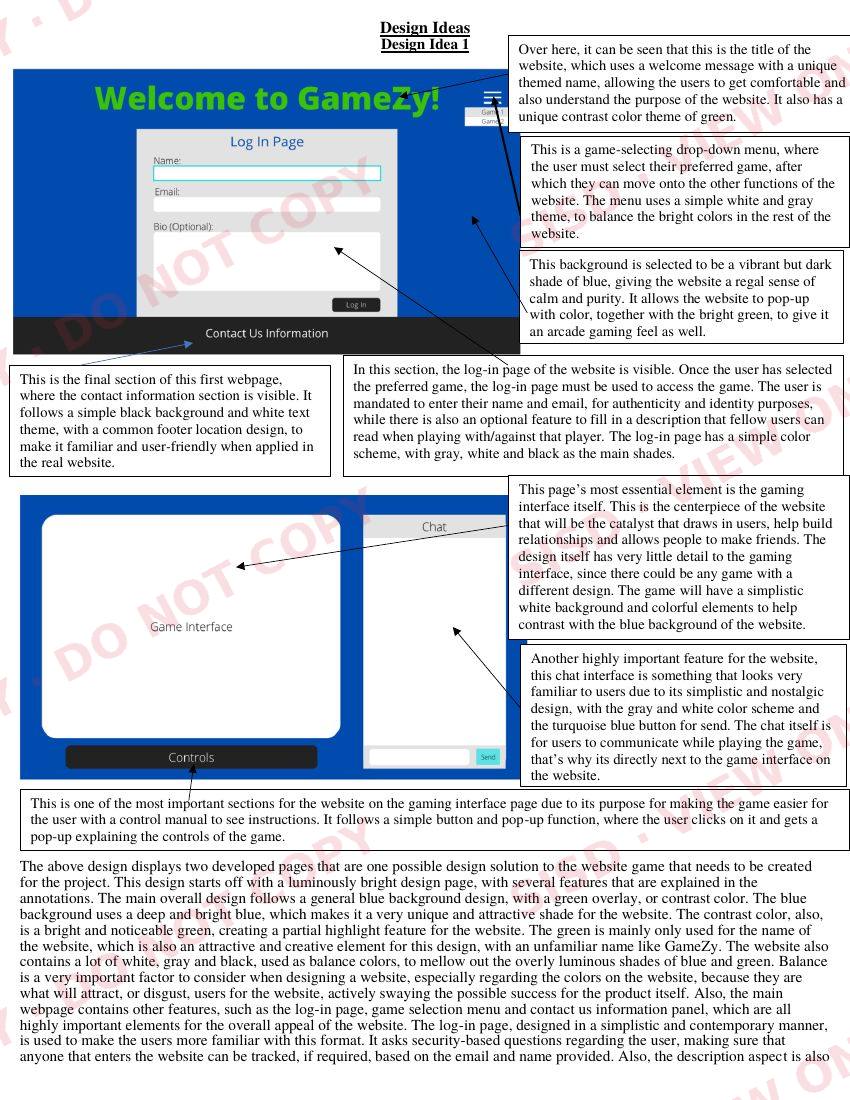 Design Ideas
Design Idea 1
Welcome to GameZy!
Game 1
Game 2
Log In Page
Name:
Email:
Bio (Optional):
Log In
Contact Us Information
Over here, it can be seen that this is the title of the
website, which uses a welcome message with a unique
themed name, allowing the users to get comfortable and
also understand the purpose of the website. It also has a
unique contrast color theme of green.
This is a game-selecting drop-down menu, where
the user must select their preferred game, after
which they can move onto the other functions of the
website. The menu uses a simple white and gray
theme, to balance the bright colors in the rest of the
website.
This background is selected to be a vibrant but dark
shade of blue, giving the website a regal sense of
calm and purity. It allows the website to pop-up
with color, together with the bright green, to give it
an arcade gaming feel as well.
This is the final section of this first webpage,
where the contact information section is visible. It
follows a simple black background and white text
theme, with a common footer location design, to
make it familiar and user-friendly when applied in
the real website.
In this section, the log-in page of the website is visible. Once the user has selected
the preferred game, the log-in page must be used to access the game. The user is
mandated to enter their name and email, for authenticity and identity purposes,
while there is also an optional feature to fill in a description that fellow users can
read when playing with/against that player. The log-in page has a simple color
scheme, with gray, white and black as the main shades.
Game Interface
Controls
Chat
Send
This page's most essential element is the gaming
interface itself. This is the centerpiece of the website
that will be the catalyst that draws in users, help build
relationships and allows people to make friends. The
design itself has very little detail to the gaming
interface, since there could be any game with a
different design. The game will have a simplistic
white background and colorful elements to help
contrast with the blue background of the website.
Another highly important feature for the website,
this chat interface is something that looks very
familiar to users due to its simplistic and nostalgic
design, with the gray and white color scheme and
the turquoise blue button for send. The chat itself is
for users to communicate while playing the game,
that's why its directly next to the game interface on
the website.
This is one of the most important sections for the website on the gaming interface page due to its purpose for making the game easier for
the user with a control manual to see instructions. It follows a simple button and pop-up function, where the user clicks on it and gets a
pop-up explaining the controls of the game.
The above design displays two developed pages that are one possible design solution to the website game that needs to be created
for the project. This design starts off with a luminously bright design page, with several features that are explained in the
annotations. The main overall design follows a general blue background design, with a green overlay, or contrast color. The blue
background uses a deep and bright blue, which makes it a very unique and attractive shade for the website. The contrast color, also,
is a bright and noticeable green, creating a partial highlight feature for the website. The green is mainly only used for the name of
the website, which is also an attractive and creative element for this design, with an unfamiliar name like GameZy. The website also
contains a lot of white, gray and black, used as balance colors, to mellow out the overly luminous shades of blue and green. Balance
is a very important factor to consider when designing a website, especially regarding the colors on the website, because they are
what will attract, or disgust, users for the website, actively swaying the possible success for the product itself. Also, the main
webpage contains other features, such as the log-in page, game selection menu and contact us information panel, which are all
highly important elements for the overall appeal of the website. The log-in page, designed in a simplistic and contemporary manner,
is used to make the users more familiar with this format. It asks security-based questions regarding the user, making sure that
anyone that enters the website can be tracked, if required, based on the email and name provided. Also, the description aspect is also
SISD · VIEW ON
Y · DO NOT COPY
SISD · VIEW ON
Y · DO NOT COPY
SISD · VIEW ON
Y · DO NOT COPY